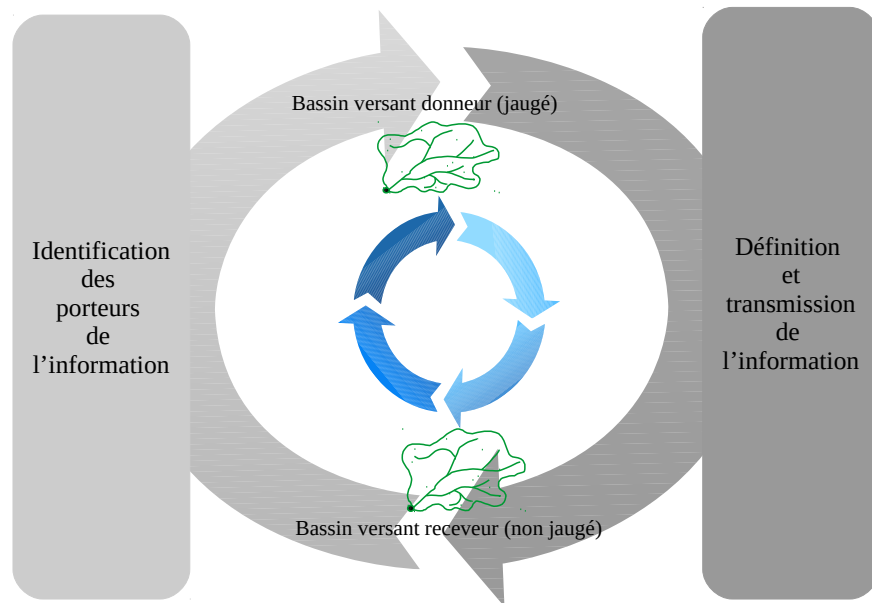 Bassin versant donneur (jaugé)
Identification
des
porteurs
de
l’information
Définition
et
transmission
de
l’information
Bassin versant receveur (non jaugé)